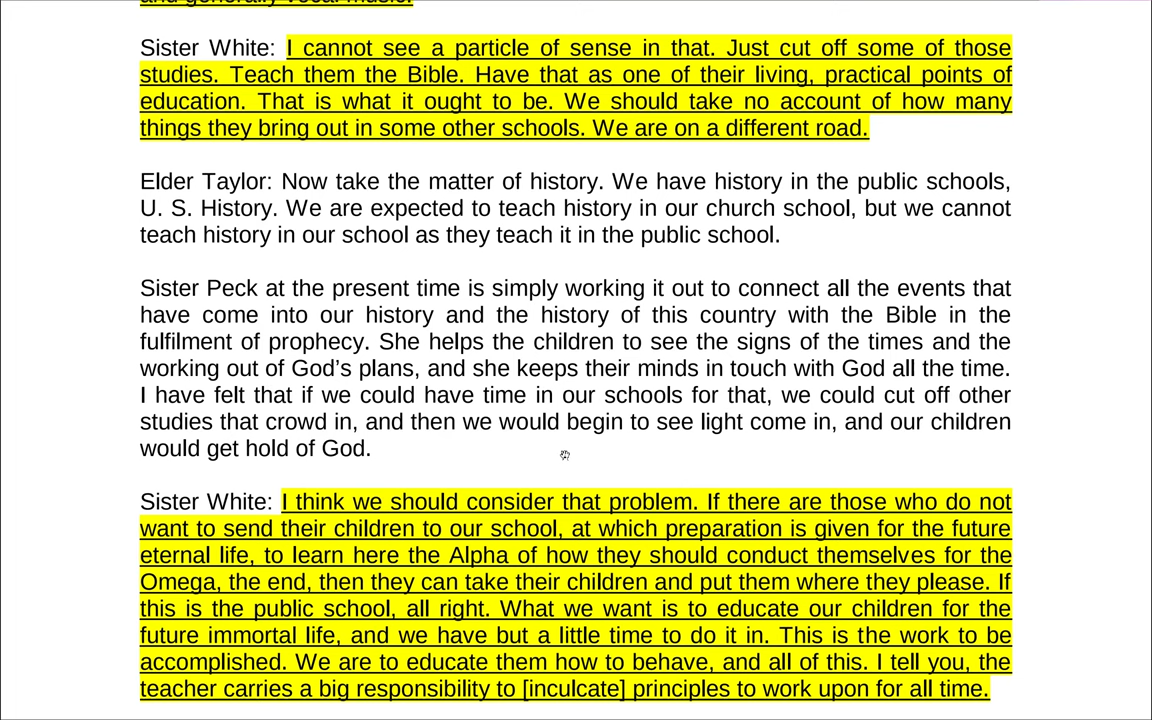 and generally vocal music.
Sister White: I cannot see a particle of sense in that. Just cut off some of those
studies. Teach them the Bible. Have that as one of their living, practical points of
education. That is what it ought to be. We should take no account of how many
things they bring out in some other schools. We are on a different road.
Elder Taylor: Now take the matter of history. We have history in the public schools,
U. S. History. We are expected to teach history in our church school, but we cannot
teach history in our school as they teach it in the public school.
Sister Peck at the present time is simply working it out to connect all the events that
have come into our history and the history of this country with the Bible in the
fulfilment of prophecy. She helps the children to see the signs of the times and the
working out of God’s plans, and she keeps their minds in touch with God all the time.
I have felt that if we could have time in our schools for that, we could cut off other
studies that crowd in, and then we would begin to see light come in, and our children
would get hold of God.
Sister White: I think we should consider that problem. If there are those who do not
want to send their children to our school, at which preparation is given for the future
eternal life, to learn here the Alpha of how they should conduct themselves for the
Omega, the end, then they can take their children and put them where they please. If
this is the public school, all right. What we want is to educate our children for the
future immortal life, and we have but a little time to do it in. This is the work to be
accomplished. We are to educate them how to behave, and all of this. I tell you, the
teacher carries a big responsibility to [inculcate] principles to work upon for all time.